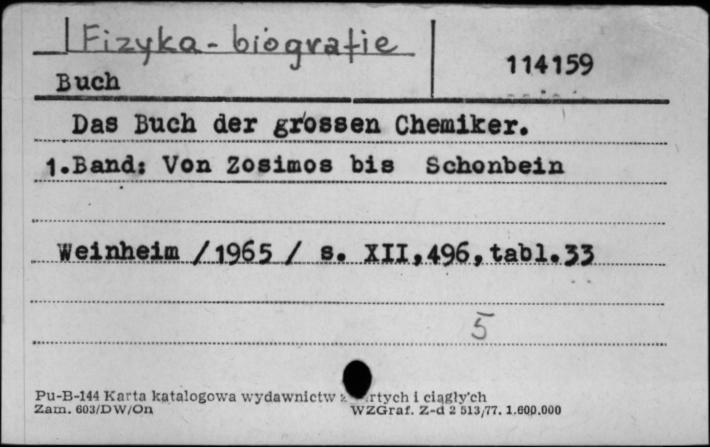 Fizyka - biografie
114159
Buch
Das Buch der grossen Chemiker.
1.Band: Von Zosimos bis Schonbein
Weinheim /1965 / s. XII,496,tabl.33
5
Pu-B-144 Karta katalogowa wydawnictw i ciągły'ch
Zam. 603/DW/On WZGraf. Z-d 2 513/77. 1.600.000